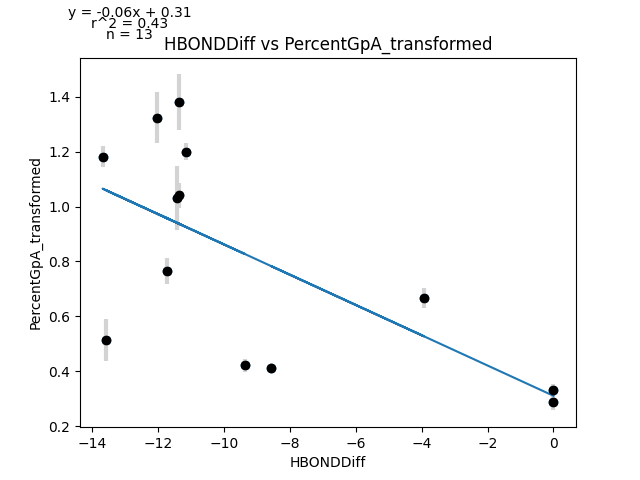 y = -0.06x + 0.31
r^2 = 0.43
n = 13
HBONDDiff vs PercentGpA_transformed
PercentGpA_transformed
1.4
1.2
1.0
0.8
0.6
0.4
0.2
−14 −12 −10 −8 −6 −4 −2 0
HBONDDiff